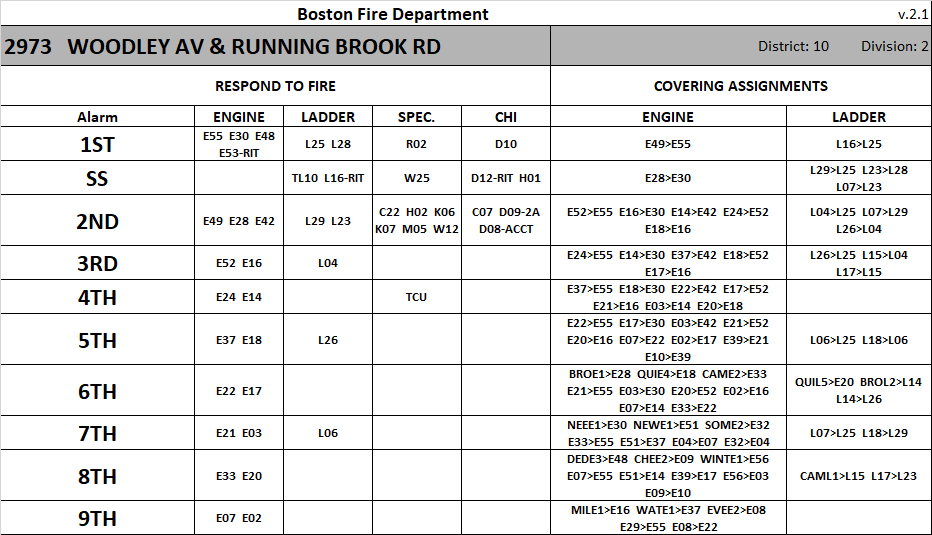 Boston Fire Department v.2.1
2973 WOODLEY AV & RUNNING BROOK RD District: 10 Division: 2
RESPOND TO FIRE COVERING ASSIGNMENTS
Alarm ENGINE LADDER SPEC. CHI ENGINE LADDER
1ST
E55 E30 E48
E53-RIT
L25 L28
R02
D10
E49>E55
L16>L25
SS
TL10 L16-RIT
W25
D12-RIT H01
E28>E30
L29>L25 L23>L28
L07>L23
2ND
E49 E28 E42
L29 L23
C22 H02 K06
K07 M05 W12
C07 D09-2A
D08-ACCT
E52>E55 E16>E30 E14>E42 E24>E52
E18>E16
L04>L25 L07>L29
L26>L04
3RD
E52 E16
L04
E24>E55 E14>E30 E37>E42 E18>E52
E17>E16
L26>L25 L15>L04
L17>L15
4TH
E24 E14
TCU
E37>E55 E18>E30 E22>E42 E17>E52
E21>E16 E03>E14 E20>E18
5TH
E37 E18
L26
E22>E55 E17>E30 E03>E42 E21>E52
E20>E16 E07>E22 E02>E17 E39>E21
E10>E39
L06>L25 L18>L06
6TH
E22 E17
BROE1>E28 QUIE4>E18 CAME2>E33
E21>E55 E03>E30 E20>E52 E02>E16
E07>E14 E33>E22
QUIL5>E20 BROL2>L14
L14>L26
7TH
E21 E03
L06
NEEE1>E30 NEWE1>E51 SOME2>E32
E33>E55 E51>E37 E04>E07 E32>E04
L07>L25 L18>L29
8TH
E33 E20
DEDE3>E48 CHEE2>E09 WINTE1>E56
E07>E55 E51>E14 E39>E17 E56>E03
E09>E10
CAML1>L15 L17>L23
9TH
E07 E02
MILE1>E16 WATE1>E37 EVEE2>E08
E29>E55 E08>E22